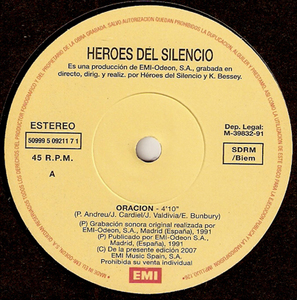 HEROES DEL SILENCIO
Es una producción de EMI-Odeon, S.A., grabada en
directo, dirig. y realiz. por Héroes del Silencio y K. Bessey.
ESTEREO
50999 5 09211 7 1
45 R.P.M.
A
Dep. Legal:
M-39832-91
SDRM
/Biem
ORACION - 4'10"
(P. Andreu/J. Cardiel/J. Valdivia/E. Bunbury)
(P) Grabación sonora original realizada por
EMI-Odeon, S.A., Madrid (España), 1991
(P) Publicado por EMI-Odeon, S.A.,
Madrid, (España), 1991
(C) De la presente edición 2007
EMI Music Spain, S.A.
Prohibida su venta individual
EMI